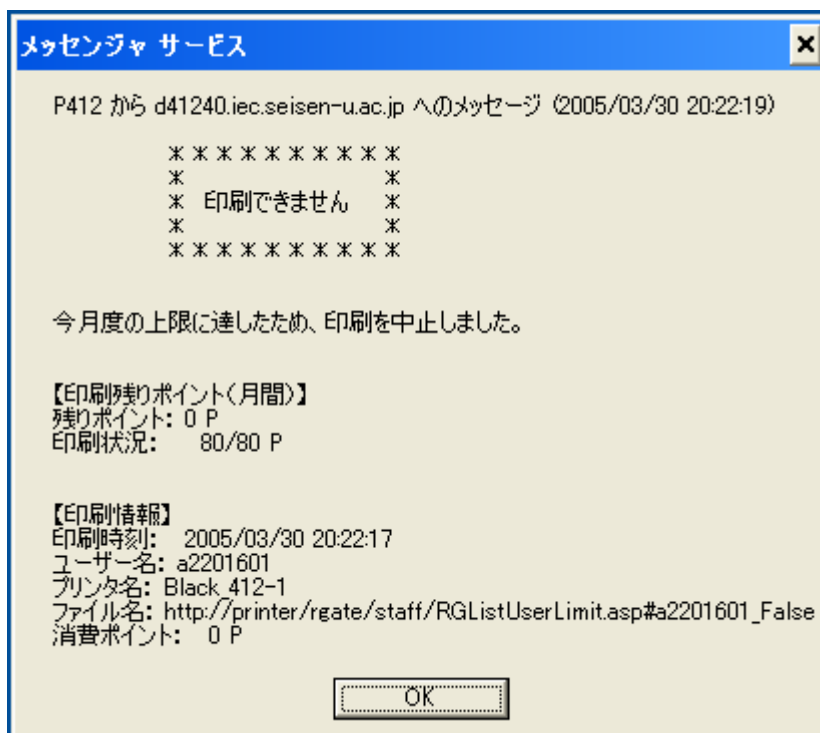 メッセンジャ サービス
P412 から d41240.iec.seisen-u.ac.jp へのメッセージ (2005/03/30 20:22:19)
* * * * * * * * * *
* *
* 印刷できません *
* *
* * * * * * * * * *
今月度の上限に達したため、印刷を中止しました。
【印刷残りポイント(月間)】
残りポイント: 0 P
印刷状況: 80/80 P
【印刷情報】
印刷時刻: 2005/03/30 20:22:17
ユーザー名: a2201601
プリンタ名: Black_412-1
ファイル名: http://printer/rgate/staff/RGListUserLimit.asp#a2201601_False
消費ポイント: 0 P
OK